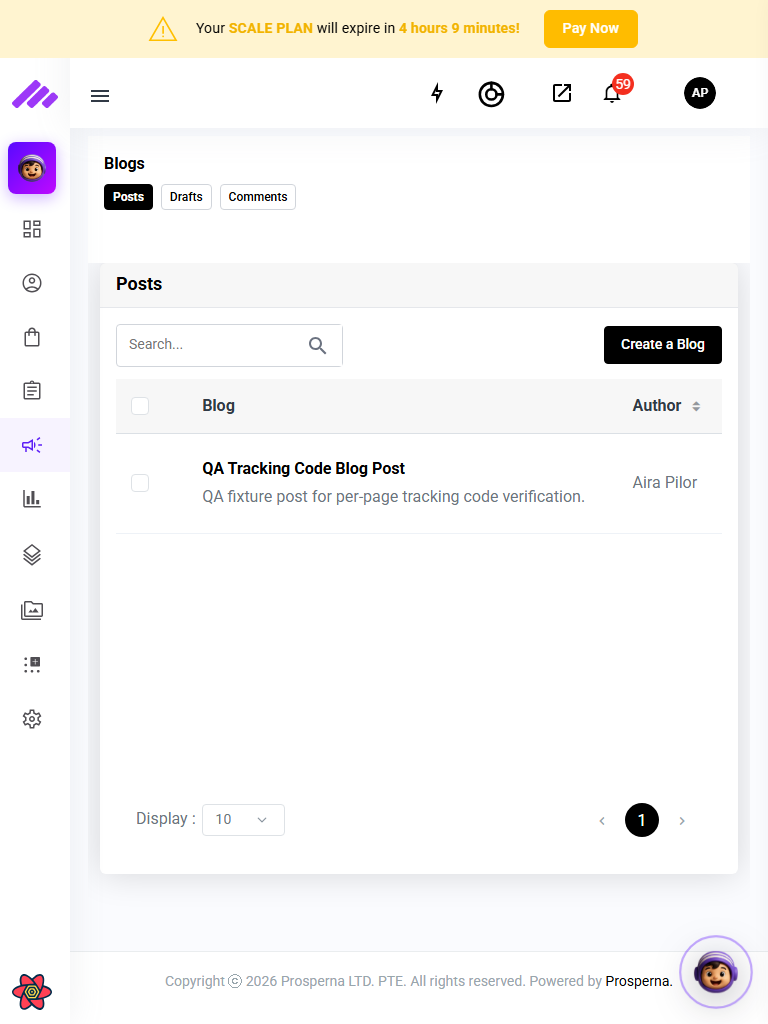 Your SCALE PLAN will expire in 4 hours 9 minutes!
Pay Now
59
AP
Blogs
Posts
Drafts
Comments
Posts
Search...
Create a Blog
Blog
Author
QA Tracking Code Blog Post
QA fixture post for per-page tracking code verification.
Aira Pilor
Display :
10
1
Copyright © 2026 Prosperna LTD. PTE. All rights reserved. Powered by Prosperna.